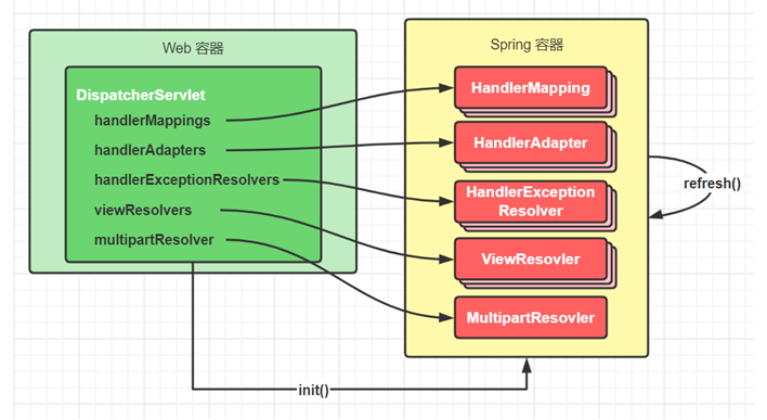 Web 容器
Spring 容器
DispatcherServlet
handlerMappings
handlerAdapters
handlerExceptionResolvers
viewResolvers
multipartResolver
HandlerMapping
HandlerAdapter
HandlerException
Resolver
ViewResovler
MultipartResovler
refresh()
init()